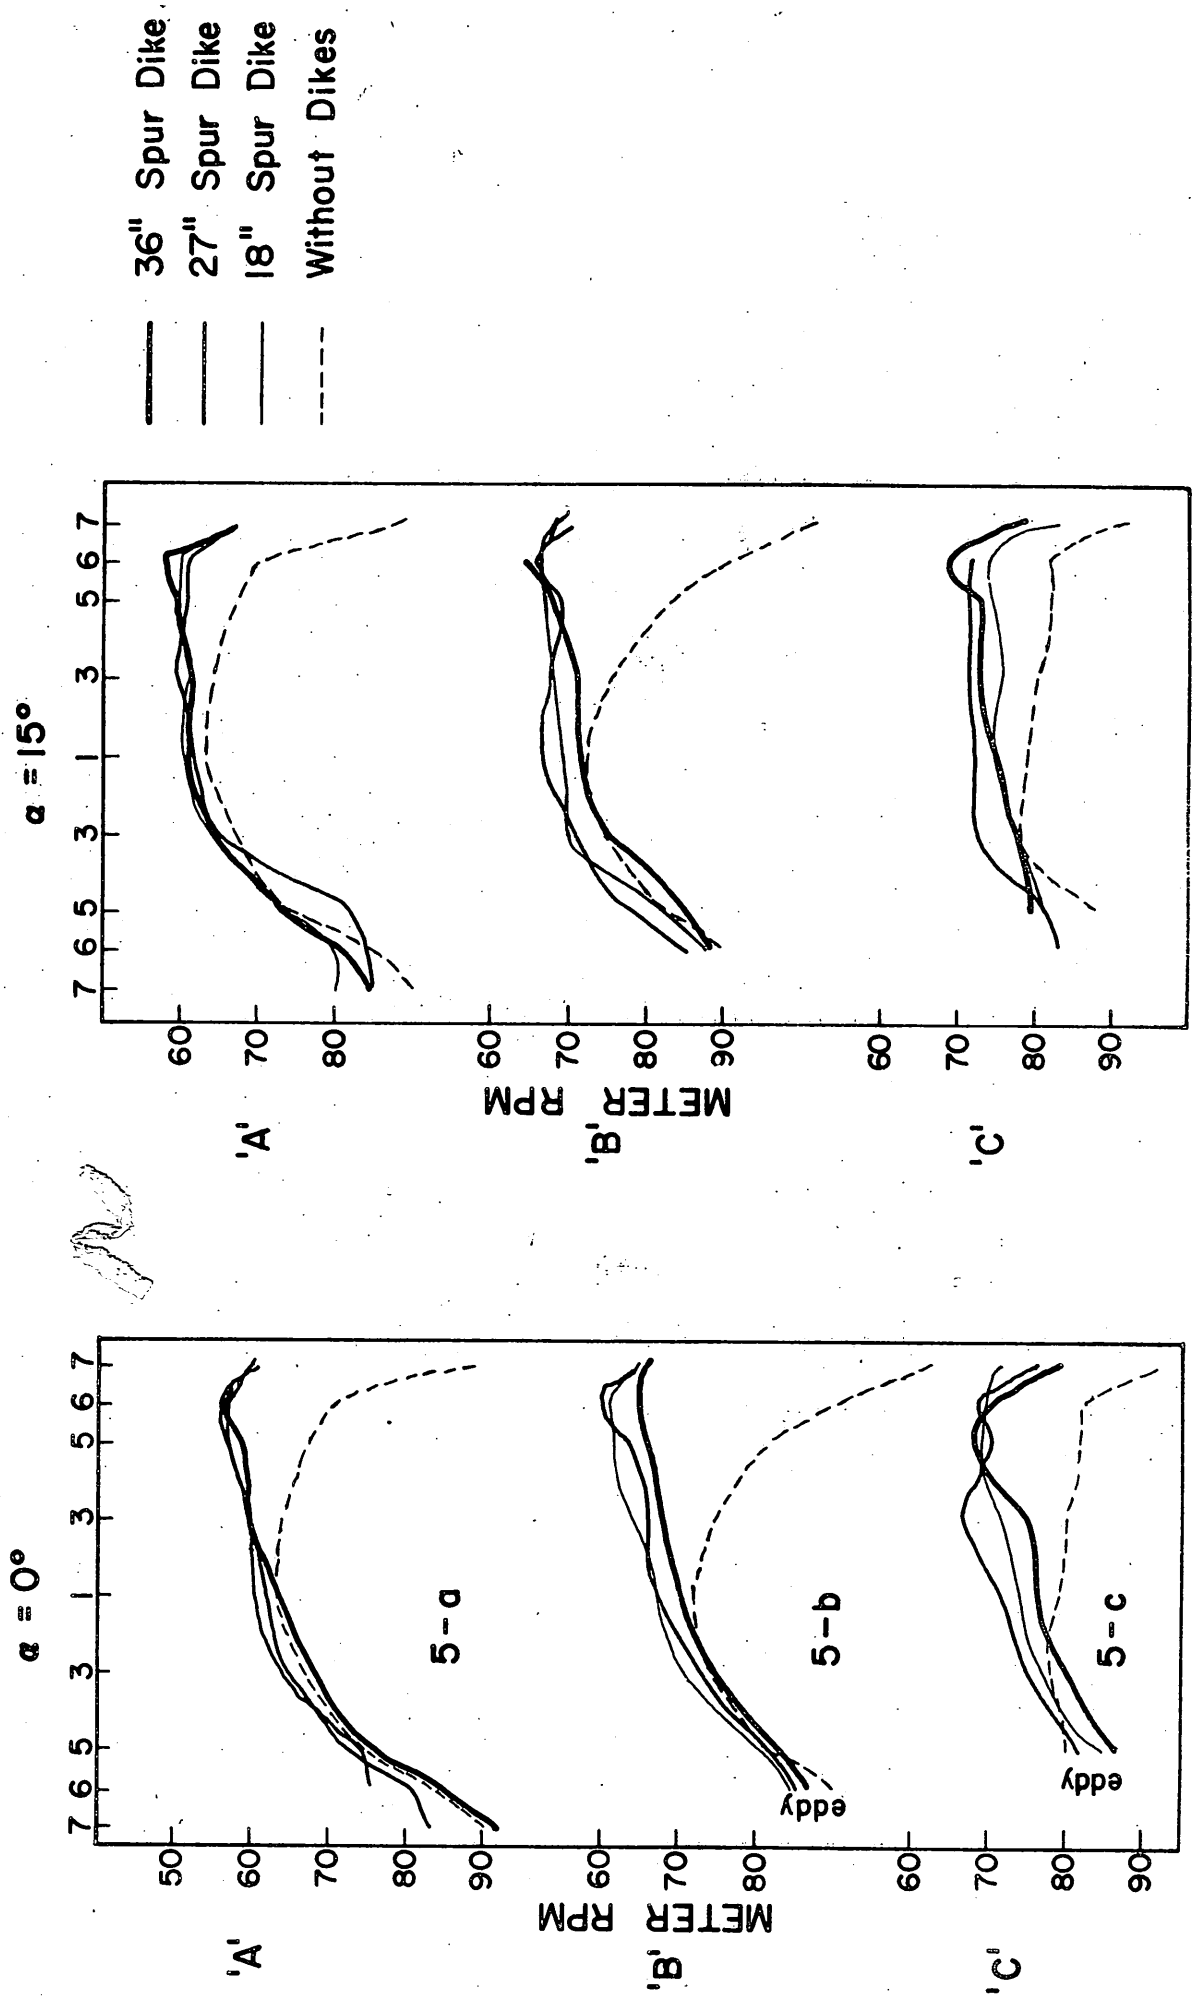 α = 0°
7 6 5 3 1 3 5 6 7
50
60
70
80
90
'A'
5-a
60
70
80
'B'
METER RPM
5-b
eddy
60
70
80
90
'C'
5-c
eddy
α = 15°
7 6 5 3 1 3 5 6 7
60
70
80
'A'
60
70
80
90
'B'
METER RPM
60
70
80
90
'C'
36" Spur Dike
27" Spur Dike
18" Spur Dike
Without Dikes